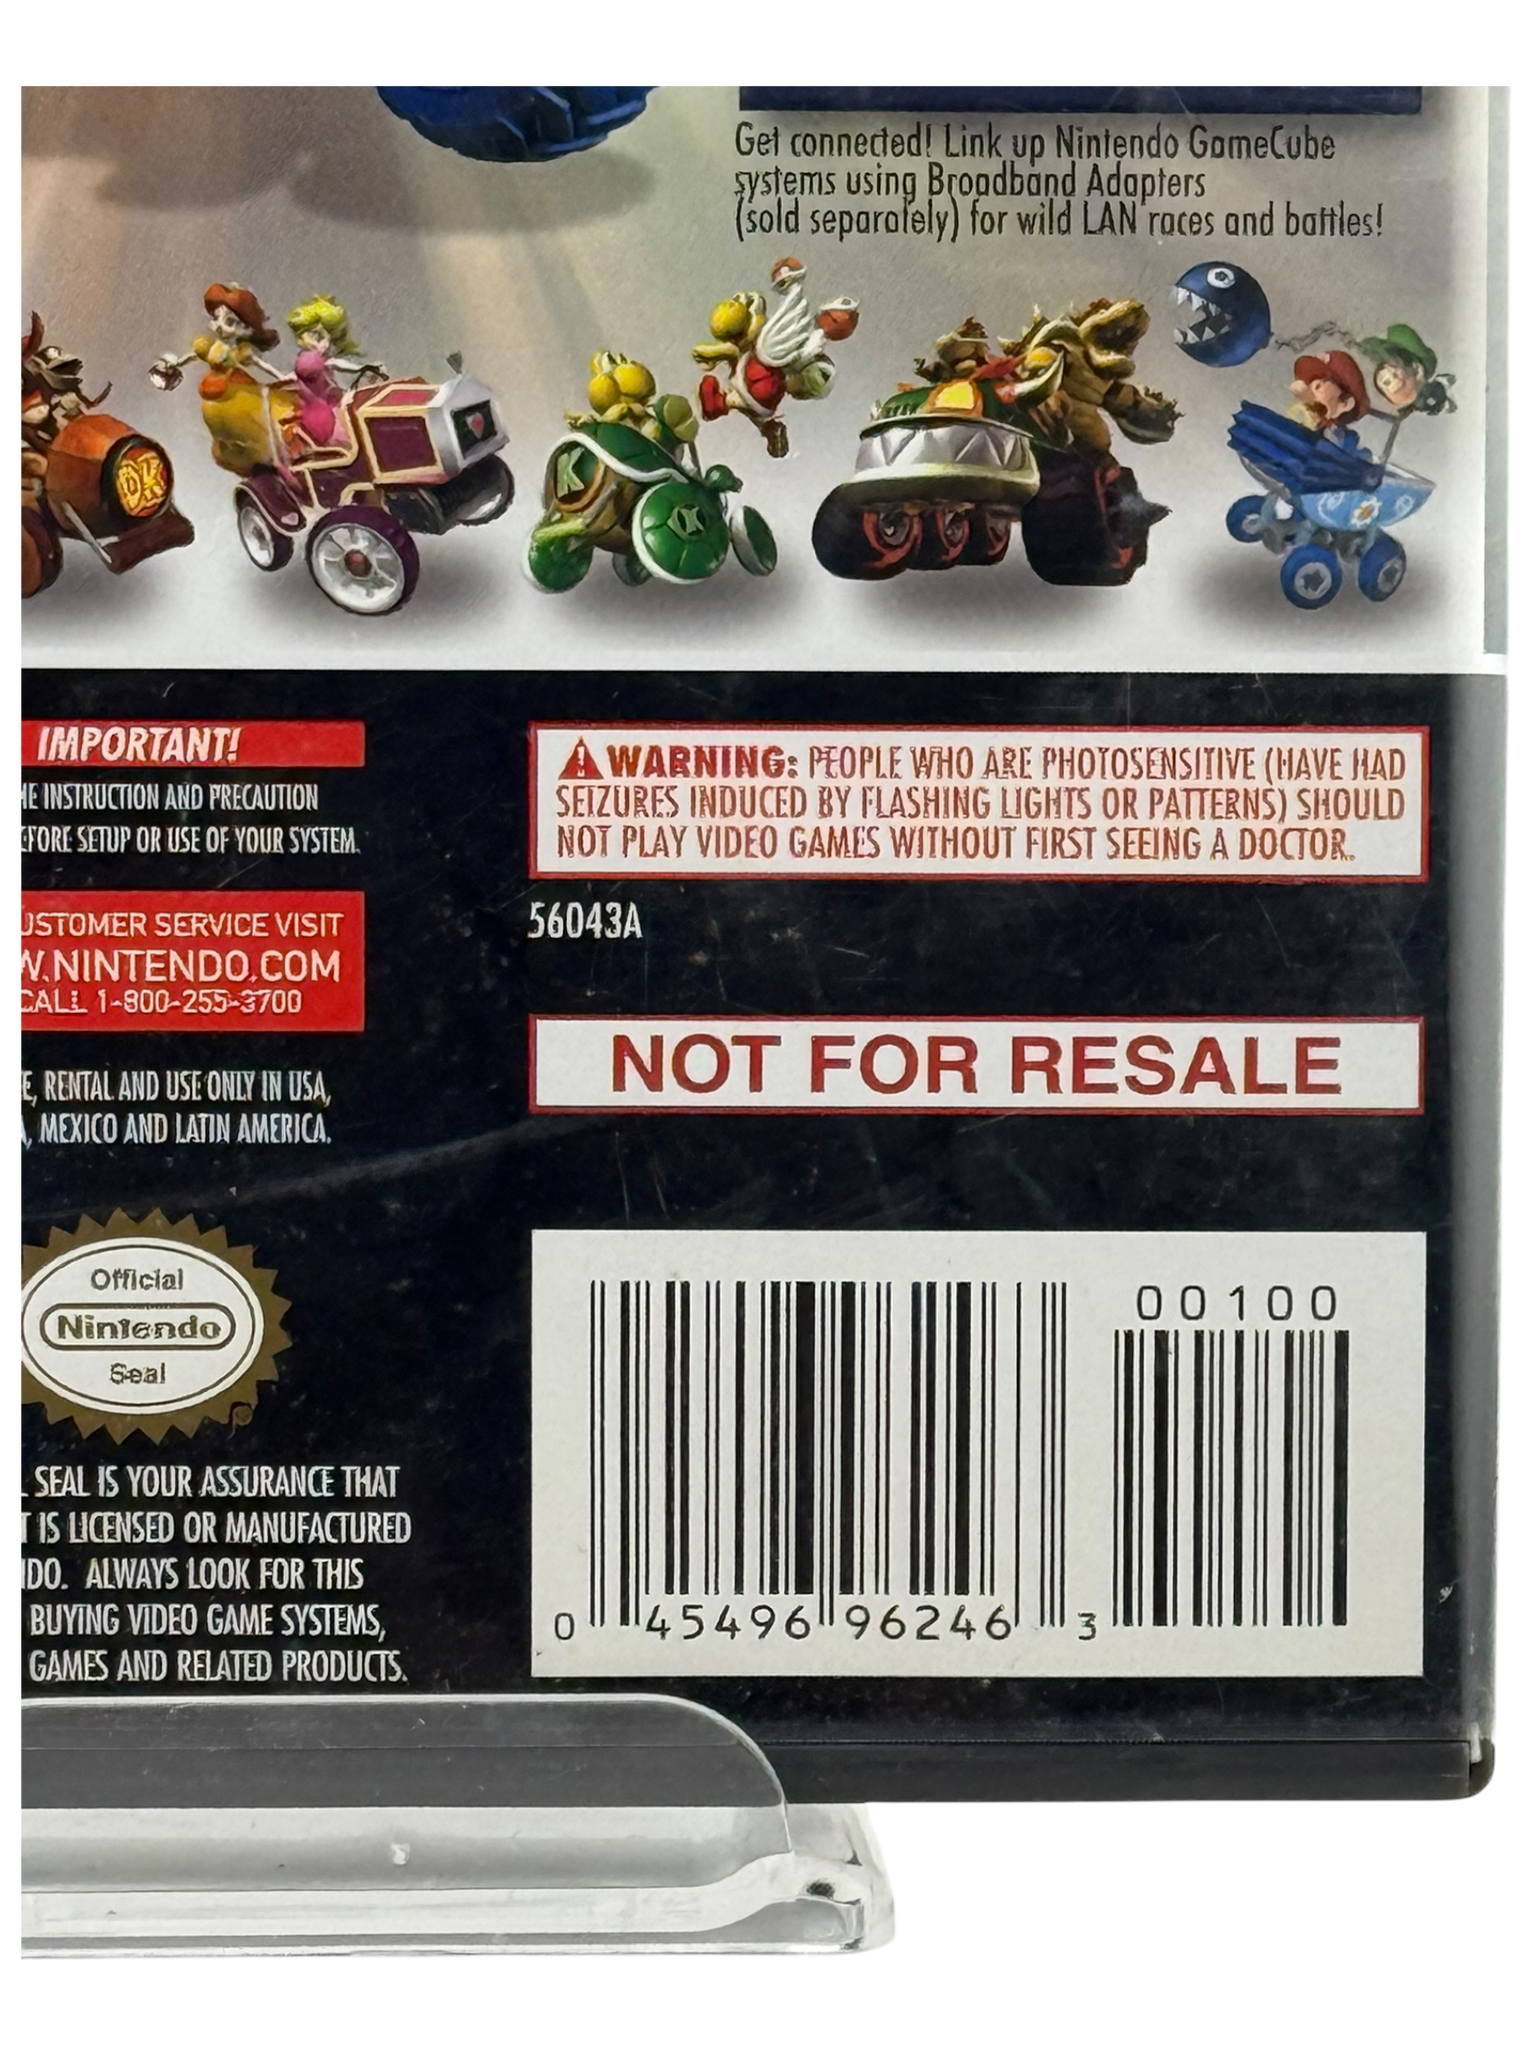 Get connected! Link up Nintendo GameCube
systems using Broadband Adapters
(sold separately) for wild LAN races and battles!
DK
K
IMPORTANT!
INSTRUCTION AND PRECAUTION
SETUP OR USE OF YOUR SYSTEM.
SERVICE VISIT
.NINTENDO.COM
CALL 1-800-255-3700
, RENTAL AND USE ONLY IN USA,
, MEXICO AND LATIN AMERICA.
Official
Nintendo
Seal
SEAL IS YOUR ASSURANCE THAT
IS LICENSED OR MANUFACTURED
DO. ALWAYS LOOK FOR THIS
BUYING VIDEO GAME SYSTEMS,
GAMES AND RELATED PRODUCTS.
WARNING: PEOPLE WHO ARE PHOTOSENSITIVE (HAVE HAD
SEIZURES INDUCED BY FLASHING LIGHTS OR PATTERNS) SHOULD
NOT PLAY VIDEO GAMES WITHOUT FIRST SEEING A DOCTOR.
56043A
NOT FOR RESALE
00100
0 45496 96246 3